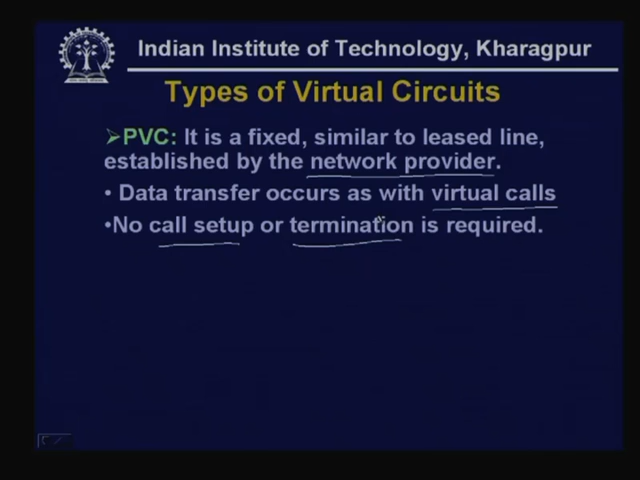 Indian Institute of Technology, Kharagpur
Types of Virtual Circuits
➢PVC: It is a fixed, similar to leased line,
established by the network provider.
• Data transfer occurs as with virtual calls
•No call setup or termination is required.